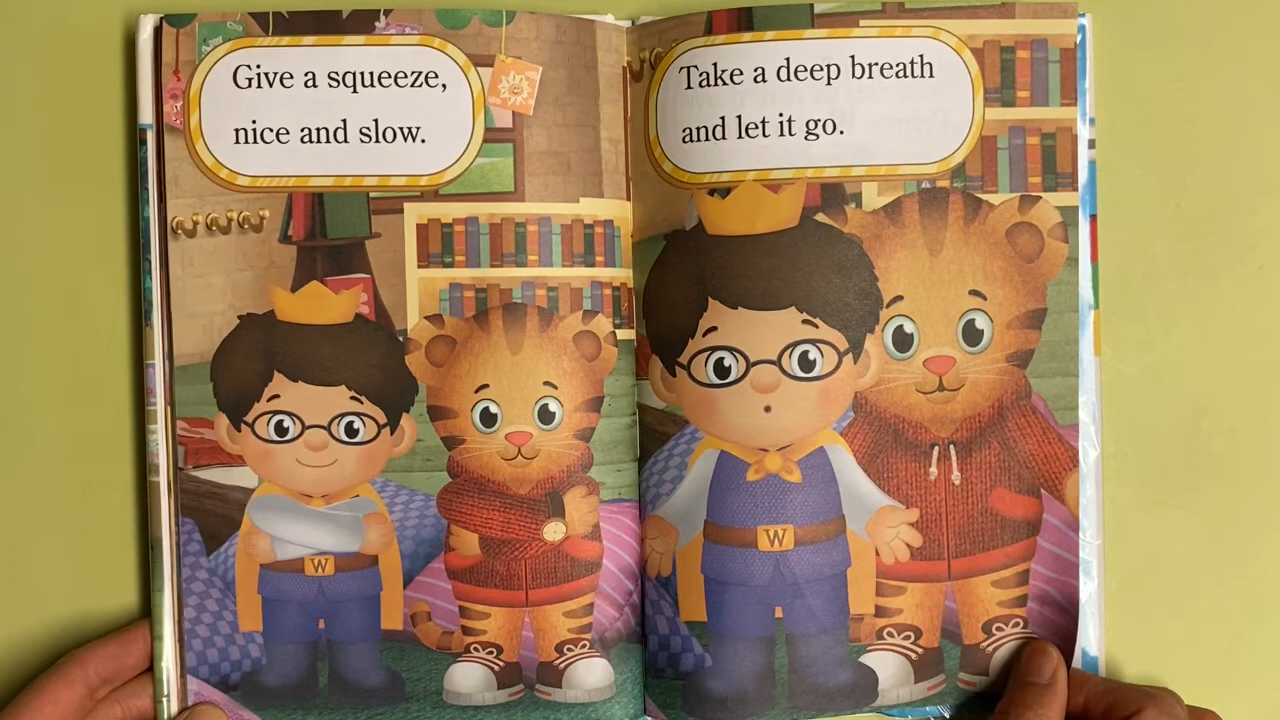 Give a squeeze,
nice and slow.
Take a deep breath
and let it go.
W
W